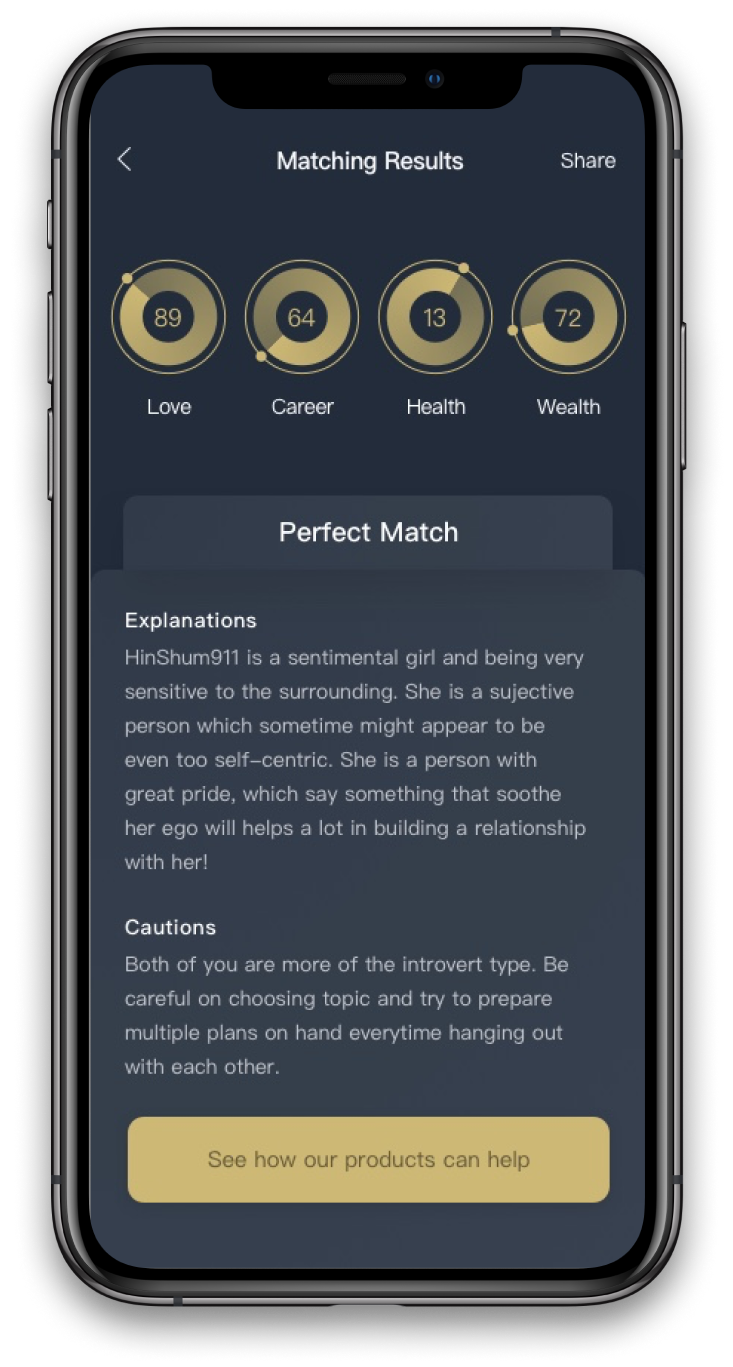 Matching Results
Share
89
64
13
72
Love
Career
Health
Wealth
Perfect Match
Explanations
HinShum911 is a sentimental girl and being very
sensitive to the surrounding. She is a sujective
person which sometime might appear to be
even too self-centric. She is a person with
great pride, which say something that soothe
her ego will helps a lot in building a relationship
with her!
Cautions
Both of you are more of the introvert type. Be
careful on choosing topic and try to prepare
multiple plans on hand everytime hanging out
with each other.
See how our products can help